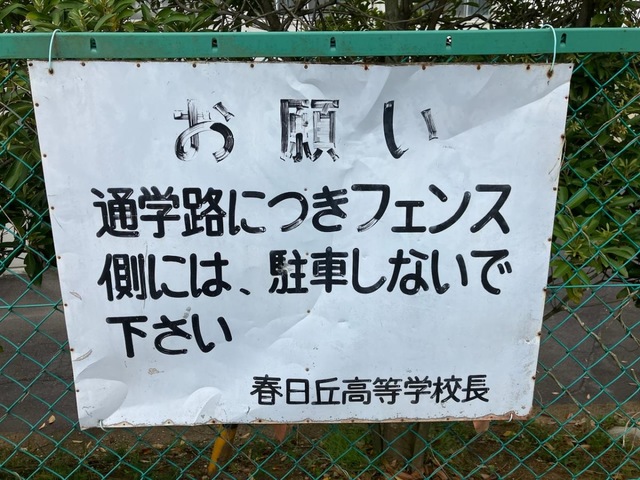 お願い
通学路につきフェンス
側には、駐車しないで
下さい
春日丘高等学校長